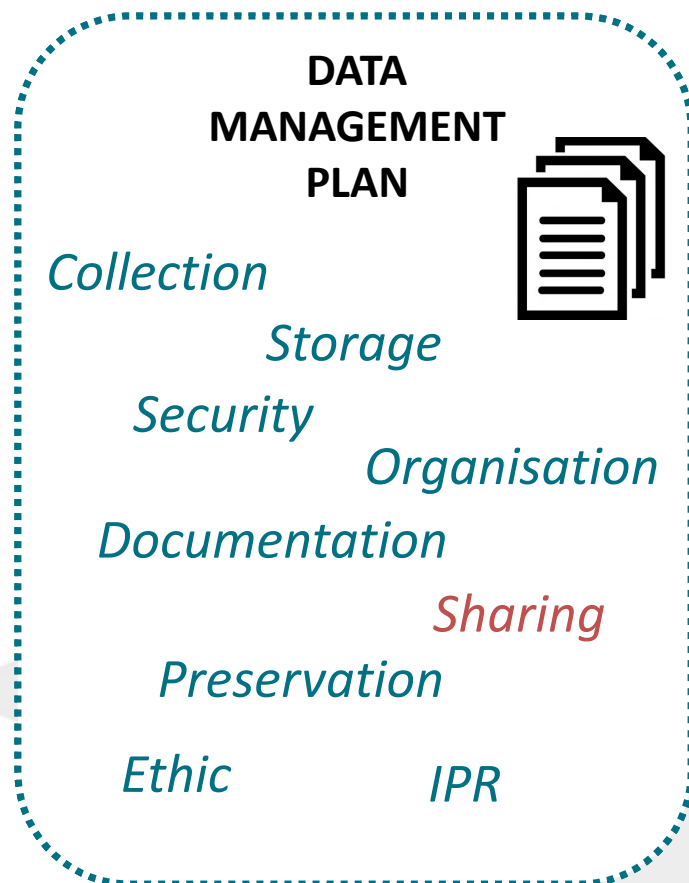 DATA
MANAGEMENT
PLAN
Collection
Storage
Security
Organisation
Documentation
Sharing
Preservation
Ethic
IPR